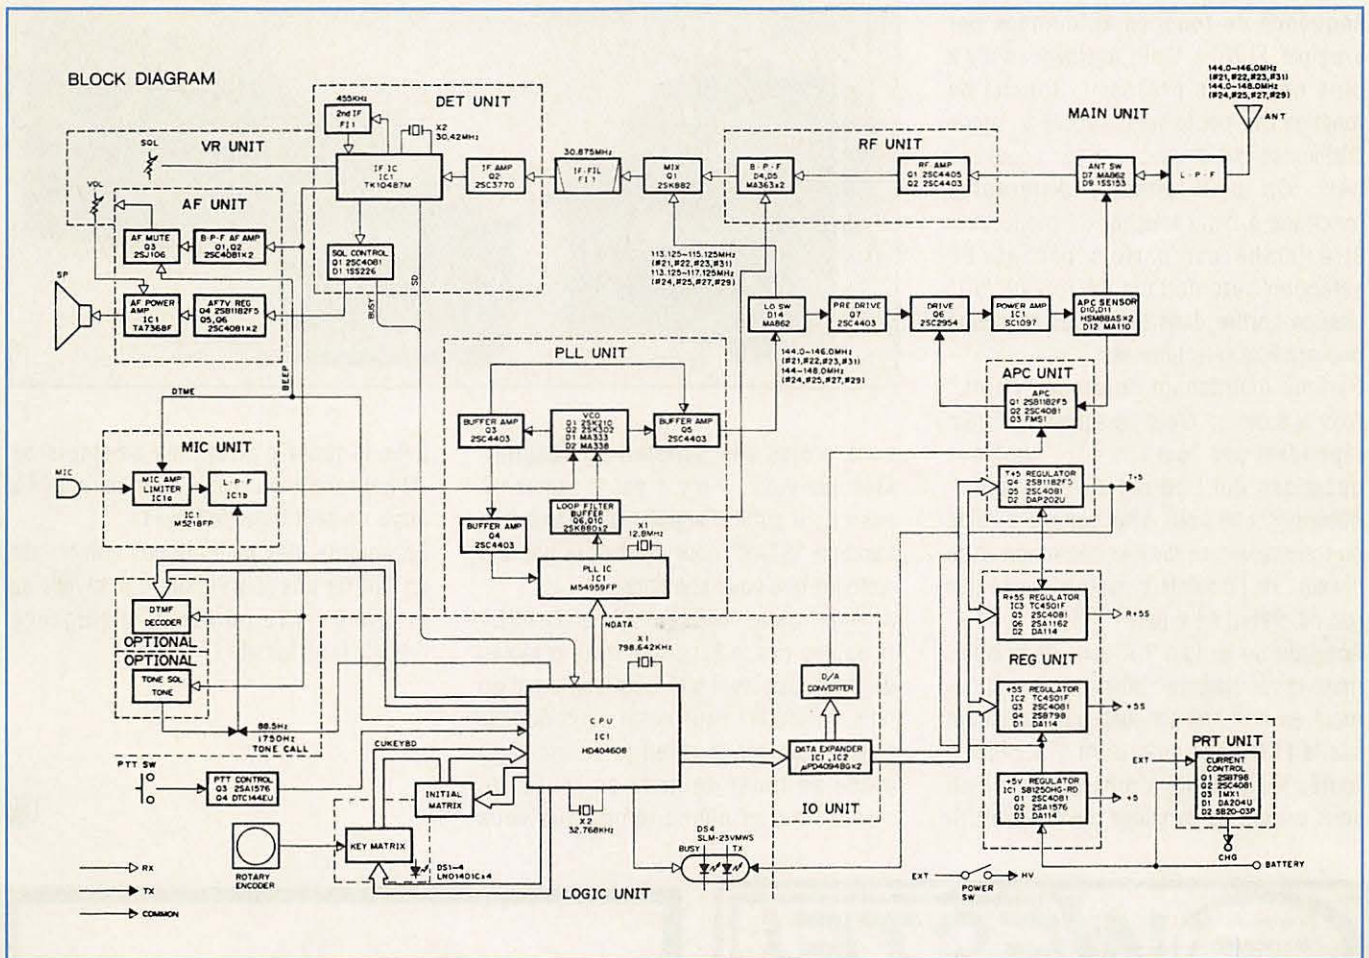 BLOCK DIAGRAM
144.0-146.0MHz
(#21,#22,#23,#31)
144.0-148.0MHz
(#24,#25,#27,#29)
ANT
MAIN UNIT
DET UNIT
455KHz
2nd IF
FI1
X2
30.42MHz
IF IC
IC1
TK10487M
IF AMP
Q2
2SC3770
30.875MHz
IF·FIL
FI1
MIX
Q1
2SK882
RF UNIT
B·P·F
D4,D5
MA363×2
RF AMP
Q1 2SC4405
Q2 2SC4403
ANT SW
D7 MA862
D9 1SS153
L·P·F
VR UNIT
SQL
VOL
AF UNIT
AF MUTE
Q3
2SJ106
B·P·F AF AMP
Q1,Q2
2SC4081×2
SQL CONTROL
Q1 2SC4081
D1 1SS226
BUSY
SD
SP
AF POWER
AMP
IC1
TA7368F
AF7V REG
Q4 2SB1182F5
Q5,Q6
2SC4081×2
BEEP
DTME
113.125-115.125MHz
(#21,#22,#23,#31)
113.125-117.125MHz
(#24,#25,#27,#29)
LO SW
D14
MA862
PRE DRIVE
Q7
2SC4403
DRIVE
Q6
2SC2954
POWER AMP
IC1
SC1097
APC SENSOR
D10,D11
HSM88AS×2
D12 MA110
144.0-146.0MHz
(#21,#22,#23,#31)
144-148.0MHz
(#24,#25,#27,#29)
PLL UNIT
BUFFER AMP
Q3
2SC4403
VCO
Q1 2SK210
Q2 2SK302
D1 MA333
D2 MA338
BUFFER AMP
Q5
2SC4403
BUFFER AMP
Q4
2SC4403
LOOP FILTER
BUFFER
Q6,Q10
2SK880×2
X1
12.8MHz
PLL IC
IC1
M54959FP
NDATA
APC UNIT
APC
Q1 2SB1182F5
Q2 2SC4081
Q3 FMS1
T+5 REGULATOR
Q4 2SB1182F5
Q5 2SC4081
D2 DAP202U
T+5
MIC UNIT
MIC
MIC AMP
LIMITER
IC1a
L·P·F
IC1b
IC1
M5218FP
DTMF
DECODER
OPTIONAL
OPTIONAL
TONE SQL
TONE
88.5Hz
1750Hz
TONE CALL
X1
798.642KHz
CPU
IC1
HD404608
CUKEYBD
PTT SW
PTT CONTROL
Q3 2SA1576
Q4 DTC144EU
INITIAL
MATRIX
KEY MATRIX
ROTARY
ENCODER
DS1-4
LN01401C×4
X2
32.768KHz
LOGIC UNIT
DS4
SLM-23VMWS
BUSY
TX
D/A
CONVERTER
DATA EXPANDER
IC1,IC2
μPD4094BG×2
IO UNIT
R+5S REGULATOR
IC3 TC4S01F
Q5 2SC4081
Q6 2SA1162
D2 DA114
R+5S
REG UNIT
+5S REGULATOR
IC2 TC4S01F
Q3 2SC4081
Q4 2SB798
D1 DA114
+5S
+5V REGULATOR
IC1 S81250HG-RD
Q1 2SC4081
Q2 2SA1576
D3 DA114
+5
PRT UNIT
EXT
CURRENT
CONTROL
Q1 2SB798
Q2 2SC4081
Q3 IMX1
D1 DA204U
D2 SB20-03P
CHG
BATTERY
EXT
POWER
SW
HV
RX
TX
COMMON